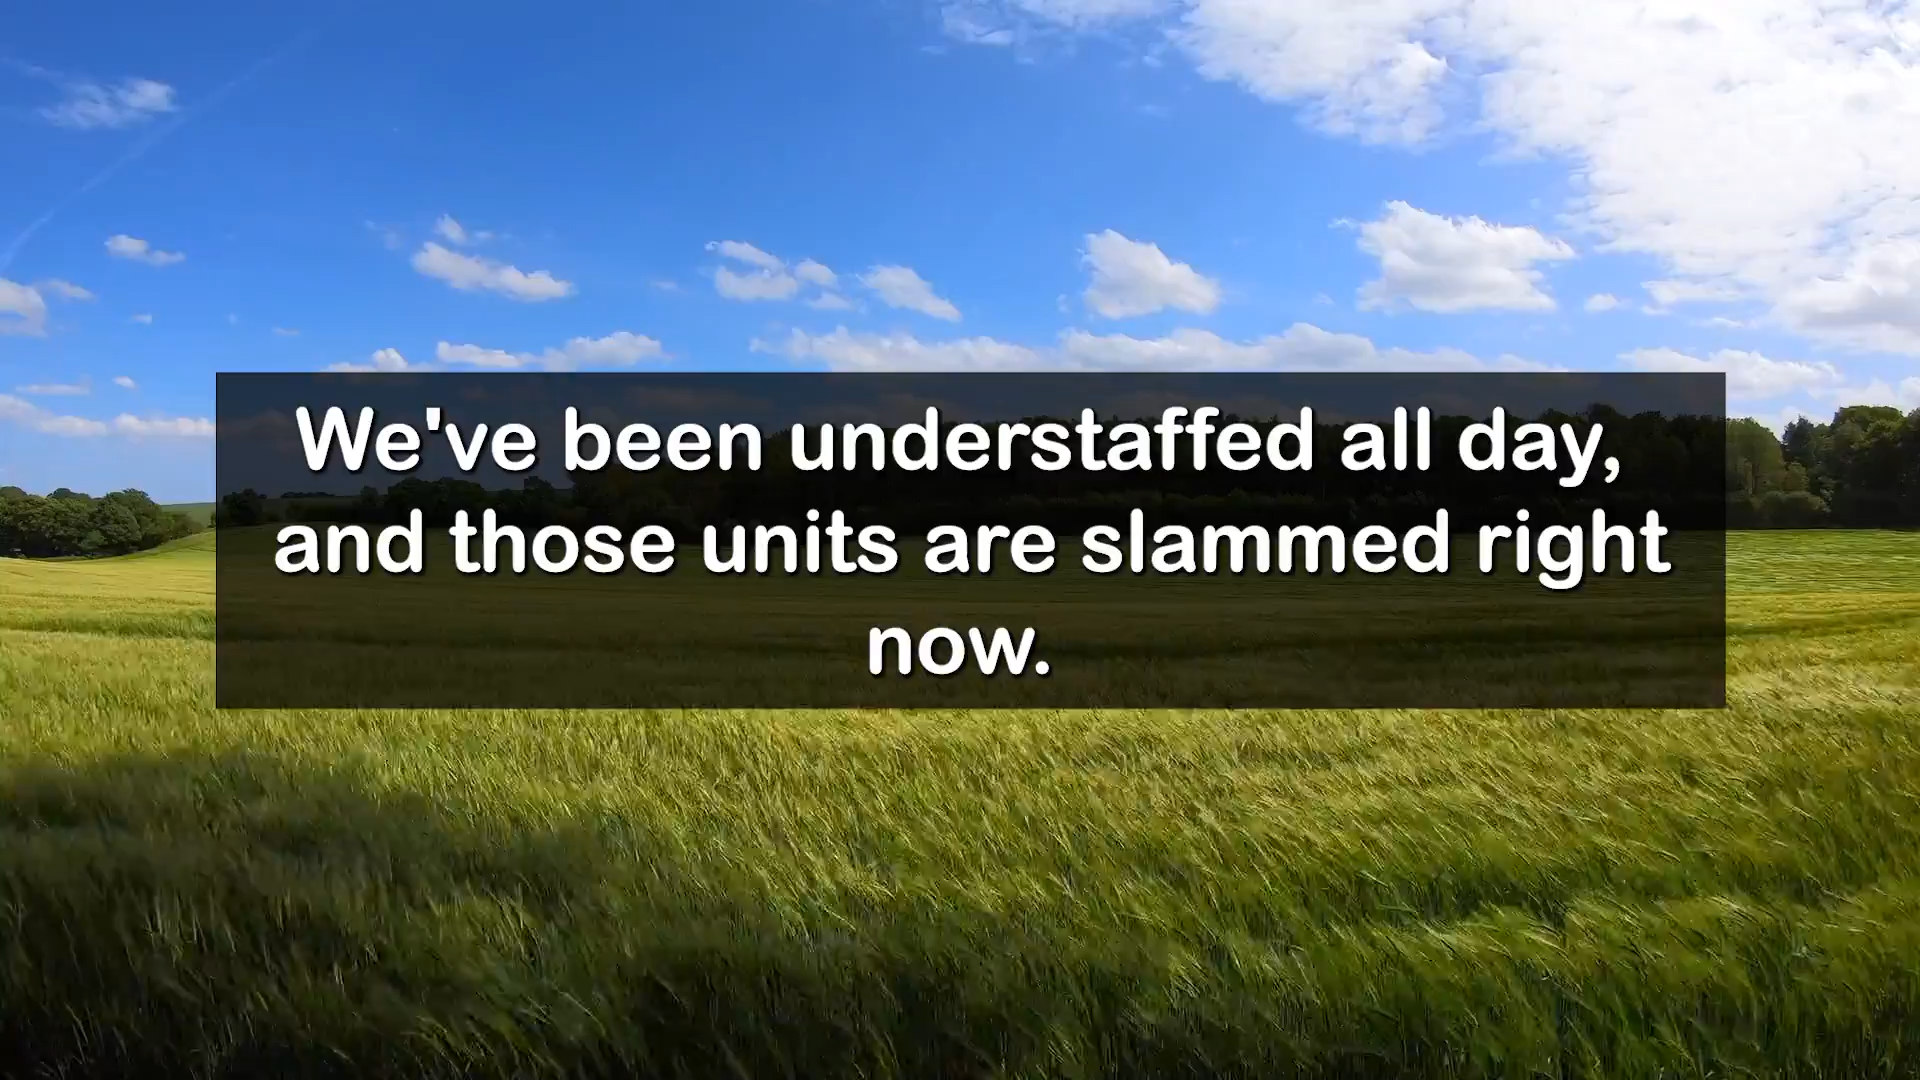 We've been understaffed all day,
and those units are slammed right
now.